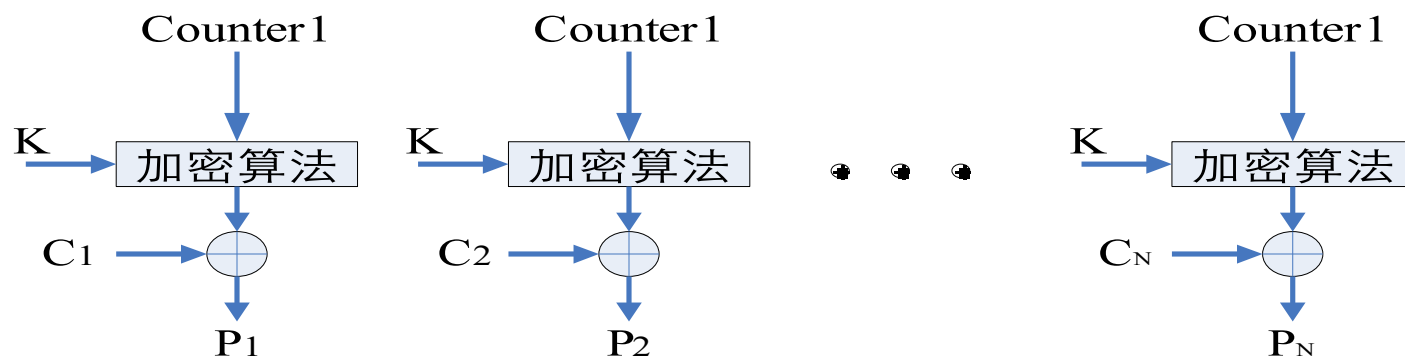 Counter1 Counter1 Counter1
K K K
加密算法 加密算法 加密算法
C1 C2 CN
P1 P2 PN